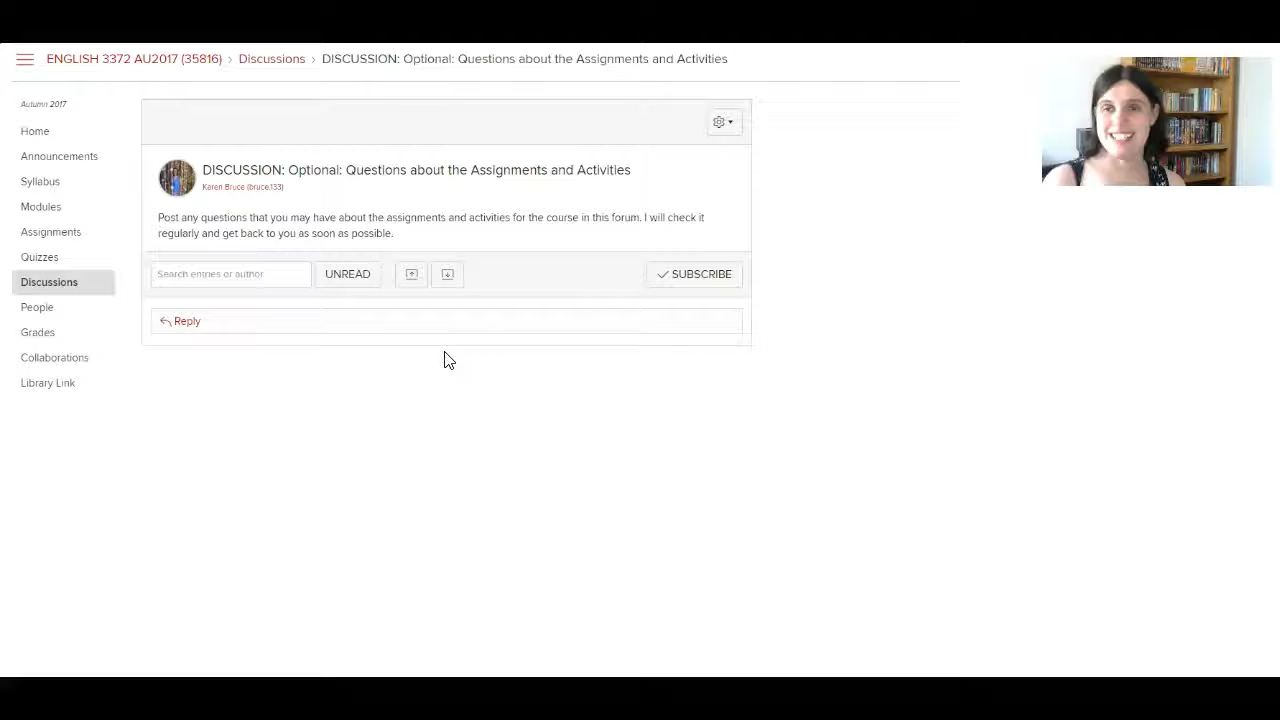 ENGLISH 3372 AU2017 (35816) › Discussions › DISCUSSION: Optional: Questions about the Assignments and Activities
Autumn 2017
Home
Announcements
Syllabus
Modules
Assignments
Quizzes
Discussions
People
Grades
Collaborations
Library Link
DISCUSSION: Optional: Questions about the Assignments and Activities
Karen Bruce (bruce.133)
Post any questions that you may have about the assignments and activities for the course in this forum. I will check it
regularly and get back to you as soon as possible.
Search entries or author
UNREAD
SUBSCRIBE
Reply